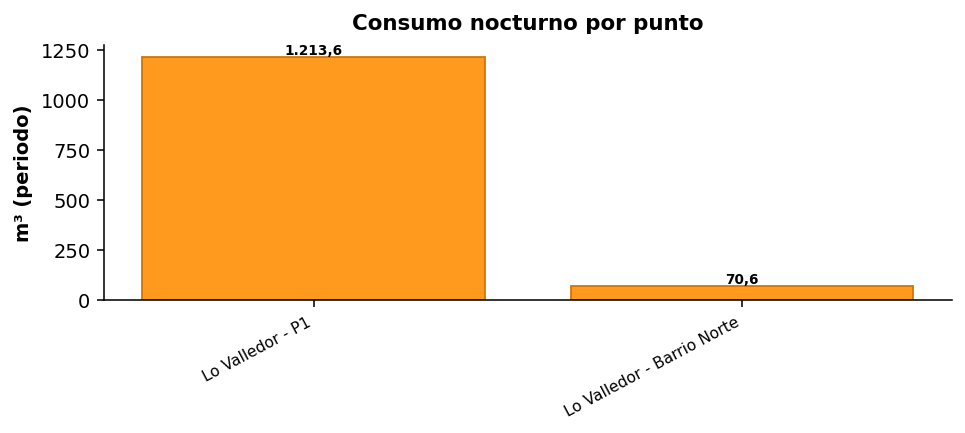 Consumo nocturno por punto
m³ (periodo)
1250
1000
750
500
250
0
1.213,6
70,6
Lo Valledor - P1
Lo Valledor - Barrio Norte